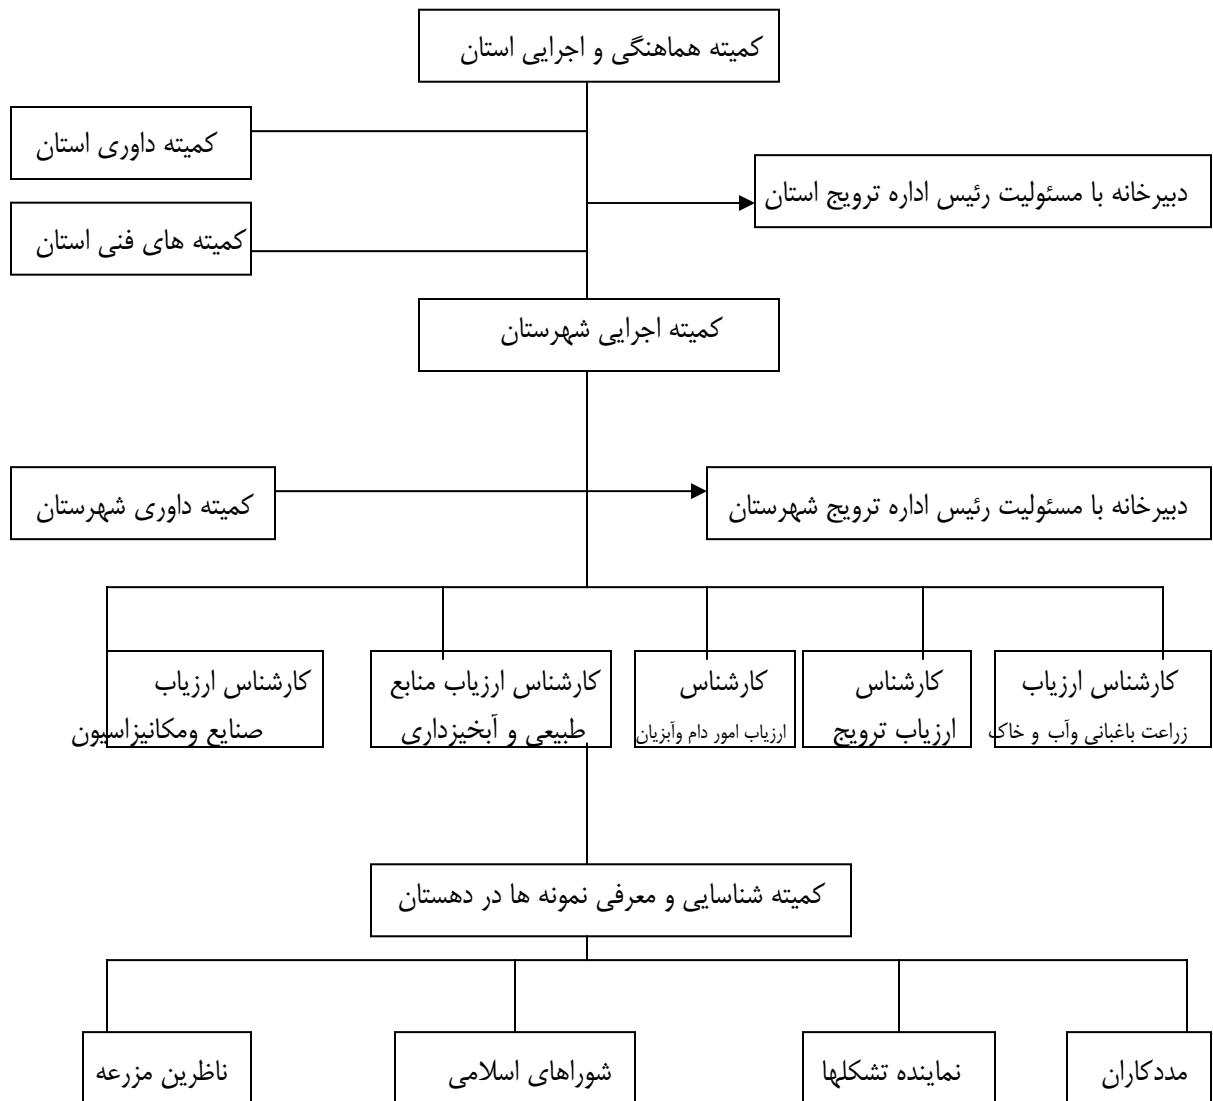 کمیته هماهنگی و اجرایی استان
کمیته داوری استان
دبیرخانه با مسئولیت رئیس اداره ترویج استان
کمیته های فنی استان
کمیته اجرایی شهرستان
دبیرخانه با مسئولیت رئیس اداره ترویج شهرستان
کمیته داوری شهرستان
کارشناس ارزیاب
زراعت باغبانی وآب و خاک
کارشناس
ارزیاب ترویج
کارشناس
ارزیاب امور دام وآبزیان
کارشناس ارزیاب منابع
طبیعی و آبخیزداری
کارشناس ارزیاب
صنایع ومکانیزاسیون
کمیته شناسایی و معرفی نمونه ها در دهستان
مددکاران
نماینده تشکلها
شوراهای اسلامی
ناظرین مزرعه